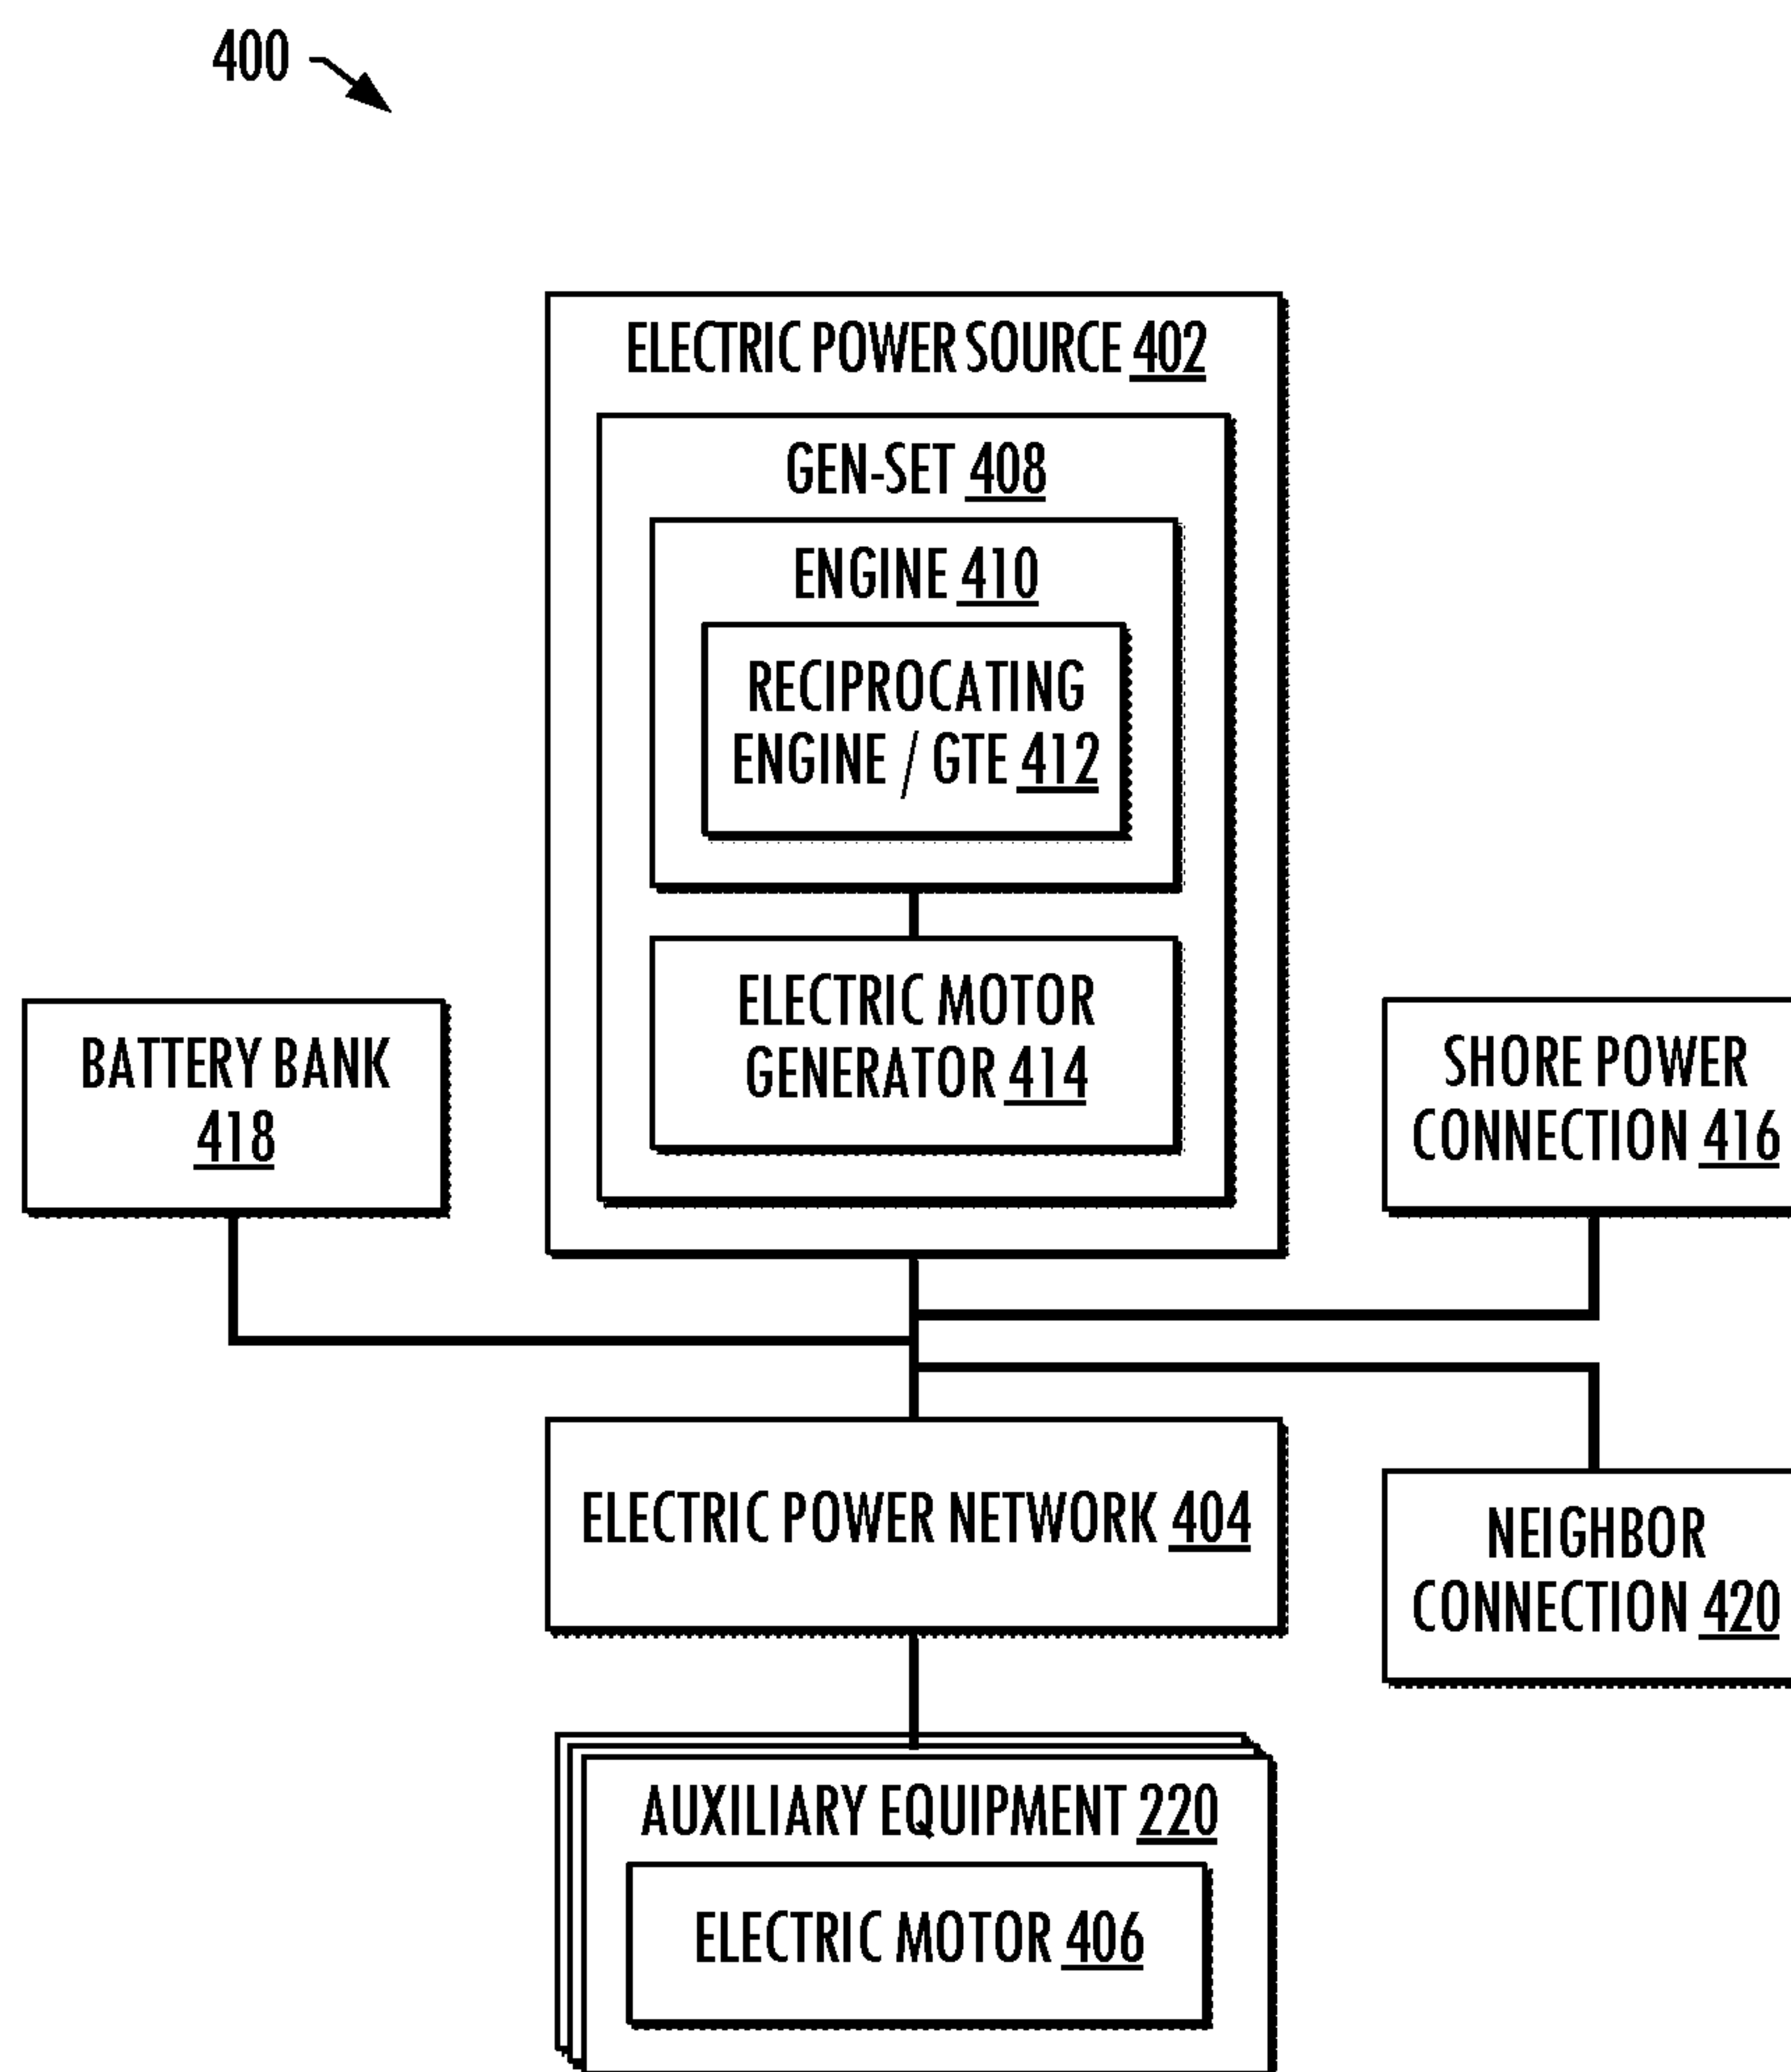 400
ELECTRIC POWER SOURCE 402
GEN-SET 408
ENGINE 410
RECIPROCATING
ENGINE / GTE 412
ELECTRIC MOTOR
GENERATOR 414
BATTERY BANK
418
SHORE POWER
CONNECTION 416
ELECTRIC POWER NETWORK 404
NEIGHBOR
CONNECTION 420
AUXILIARY EQUIPMENT 220
ELECTRIC MOTOR 406